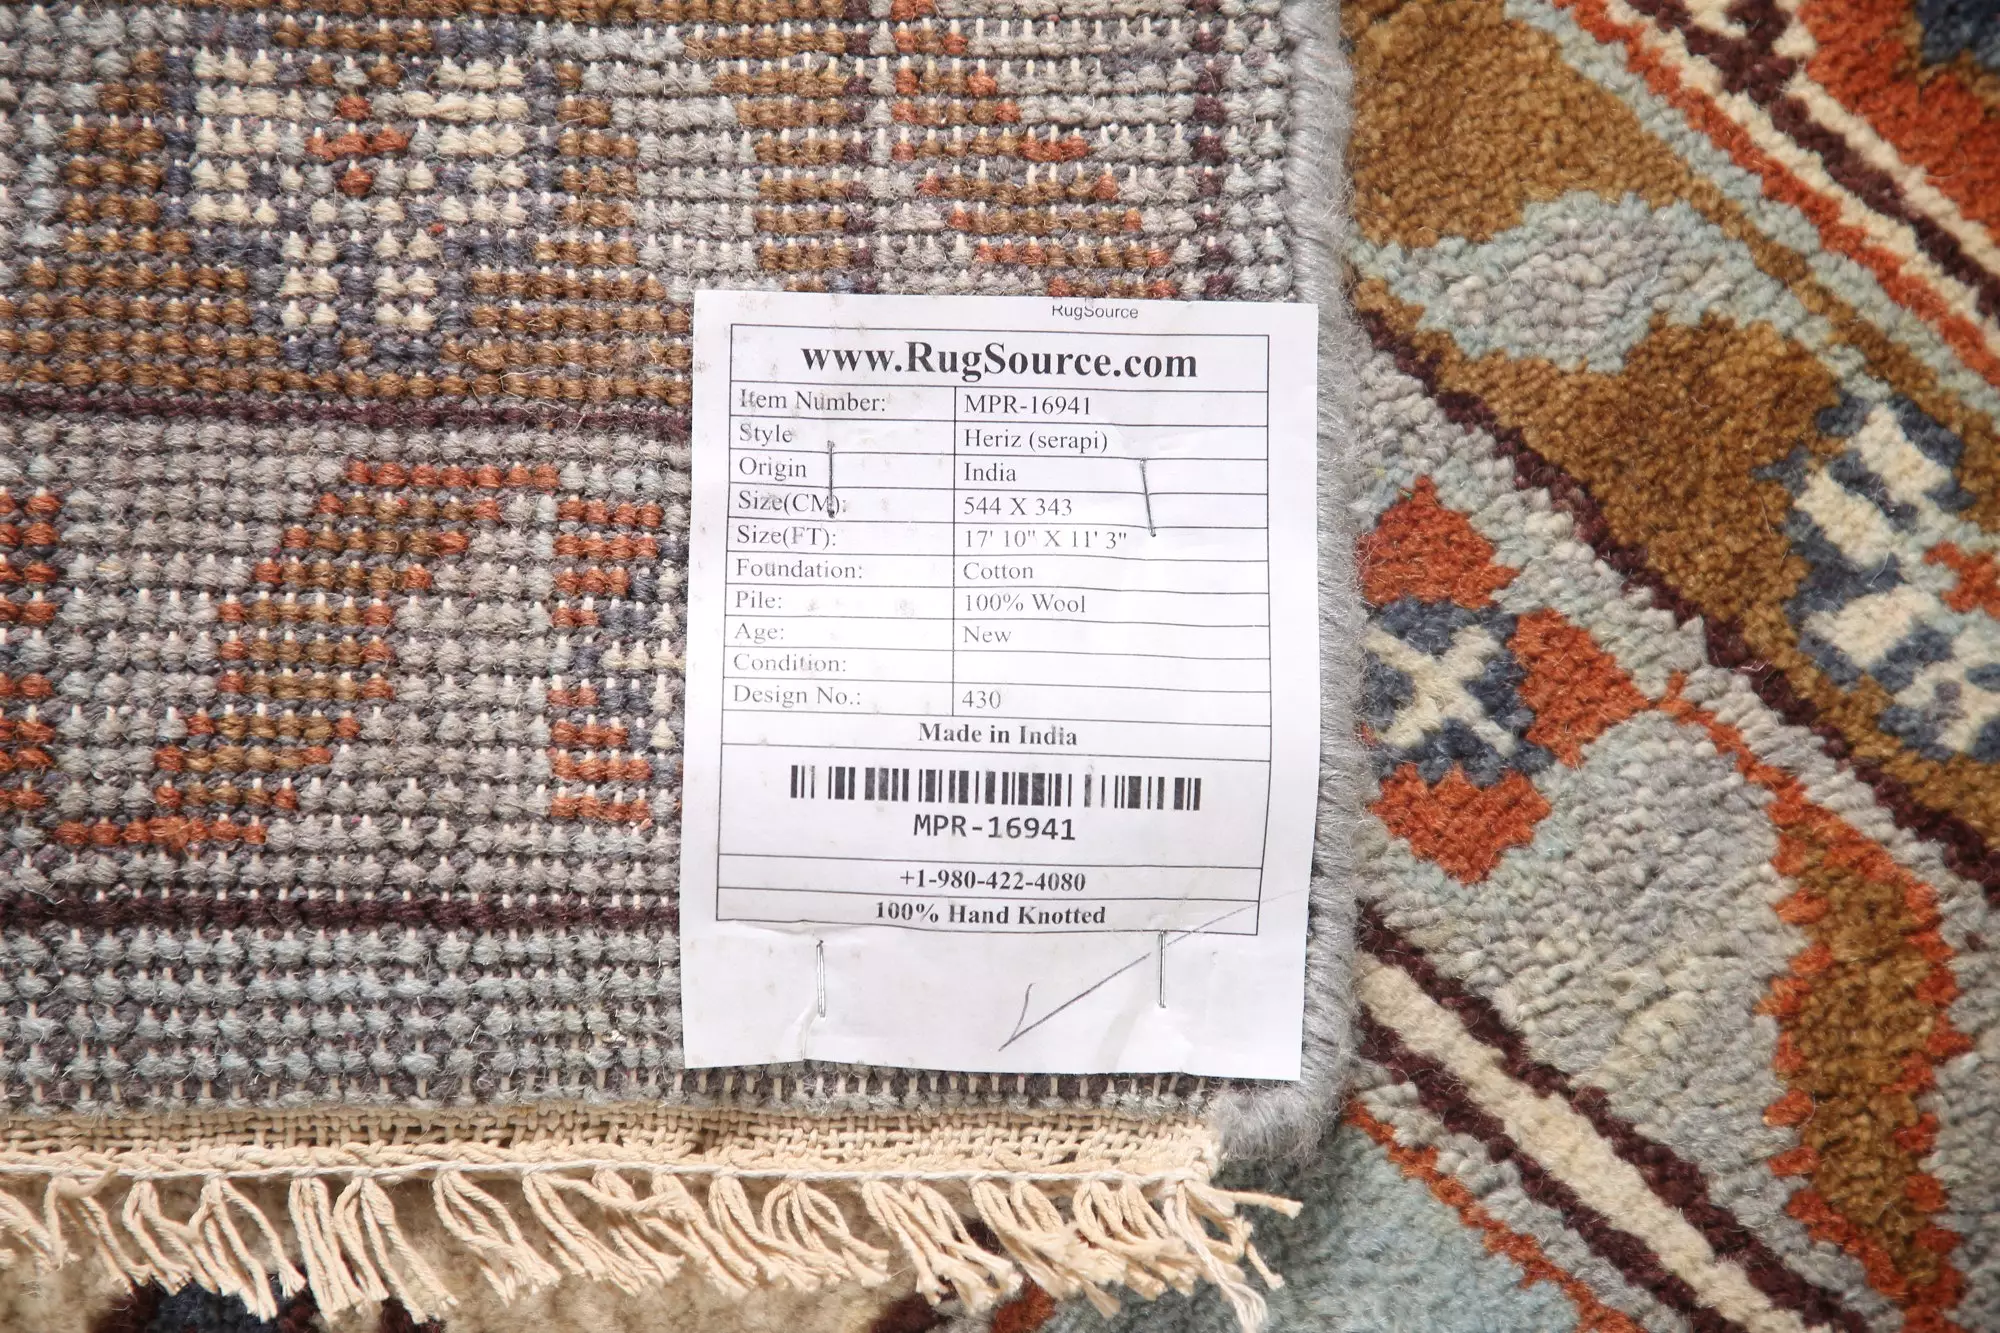 RugSource
www.RugSource.com
Item Number: MPR-16941
Style Heriz (serapi)
Origin India
Size(CM): 544 X 343
Size(FT): 17' 10" X 11' 3"
Foundation: Cotton
Pile: 100% Wool
Age: New
Condition:
Design No.: 430
Made in India
MPR-16941
+1-980-422-4080
100% Hand Knotted